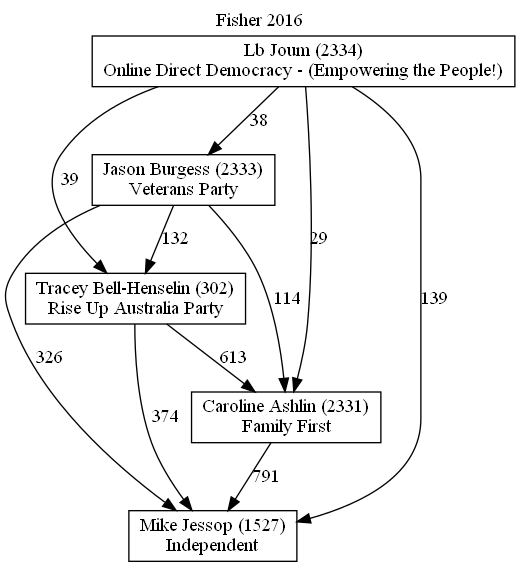 Fisher 2016
Lb Joum (2334)
Online Direct Democracy - (Empowering the People!)
38
39
Jason Burgess (2333)
Veterans Party
132
29
Tracey Bell-Henselin (302)
Rise Up Australia Party
114
139
326
613
Caroline Ashlin (2331)
Family First
374
791
Mike Jessop (1527)
Independent